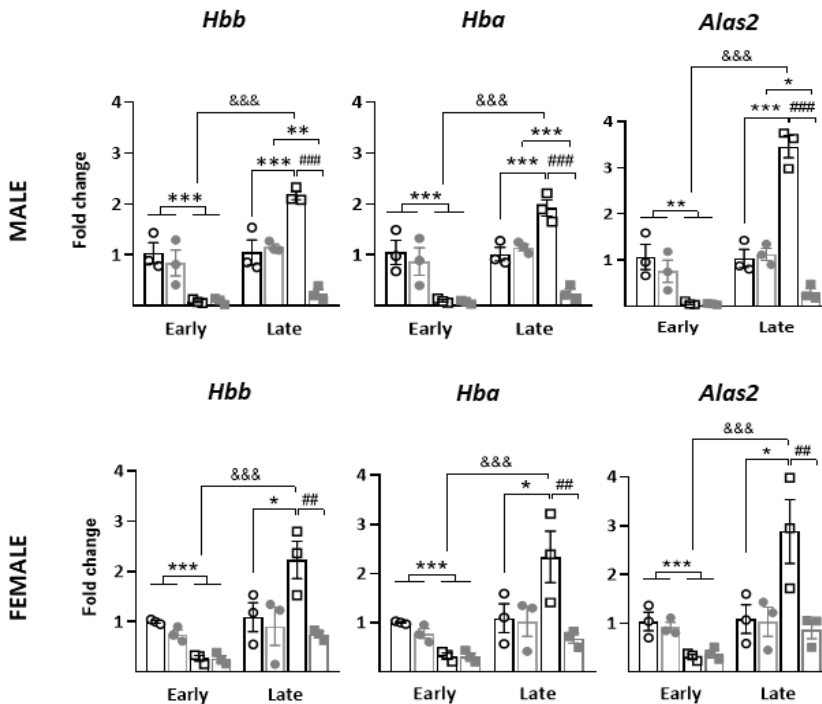 Hbb Hba Alas2
&&& &&& &&&
** *** *
*** ### *** ### *** ###
*** *** **
MALE
Fold change
4 3 2 1
4 3 2 1
4 3 2 1
Early Late Early Late Early Late
Hbb Hba Alas2
&&& &&& &&&
* ## * ## * ##
*** *** ***
FEMALE
Fold change
4 3 2 1
4 3 2 1
4 3 2 1
Early Late Early Late Early Late